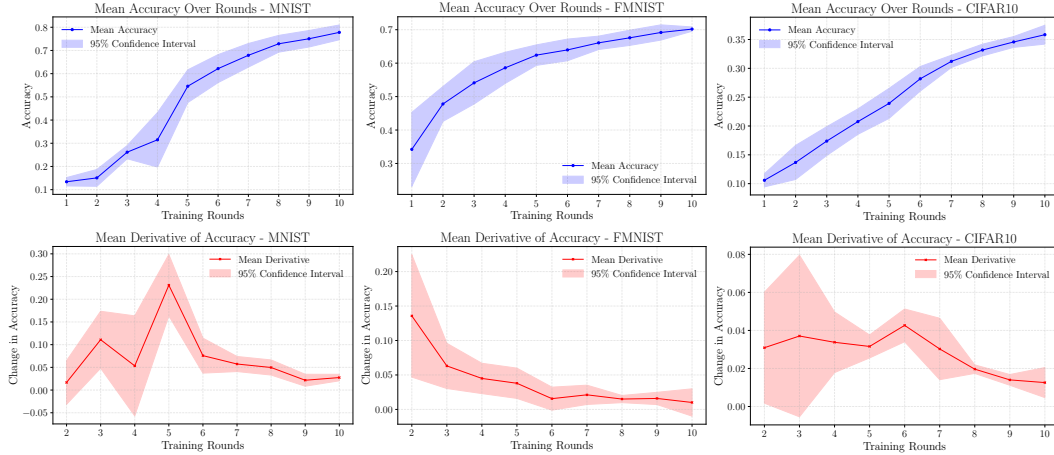 Mean Accuracy Over Rounds - MNIST
Accuracy
0.8
0.7
0.6
0.5
0.4
0.3
0.2
0.1
Mean Accuracy
95% Confidence Interval
1 2 3 4 5 6 7 8 9 10
Training Rounds
Mean Accuracy Over Rounds - FMNIST
Accuracy
0.7
0.6
0.5
0.4
0.3
Mean Accuracy
95% Confidence Interval
1 2 3 4 5 6 7 8 9 10
Training Rounds
Mean Accuracy Over Rounds - CIFAR10
Accuracy
0.35
0.30
0.25
0.20
0.15
0.10
Mean Accuracy
95% Confidence Interval
1 2 3 4 5 6 7 8 9 10
Training Rounds
Mean Derivative of Accuracy - MNIST
Change in Accuracy
0.30
0.25
0.20
0.15
0.10
0.05
0.00
−0.05
Mean Derivative
95% Confidence Interval
2 3 4 5 6 7 8 9 10
Training Rounds
Mean Derivative of Accuracy - FMNIST
Change in Accuracy
0.20
0.15
0.10
0.05
0.00
Mean Derivative
95% Confidence Interval
2 3 4 5 6 7 8 9 10
Training Rounds
Mean Derivative of Accuracy - CIFAR10
Change in Accuracy
0.08
0.06
0.04
0.02
0.00
Mean Derivative
95% Confidence Interval
2 3 4 5 6 7 8 9 10
Training Rounds